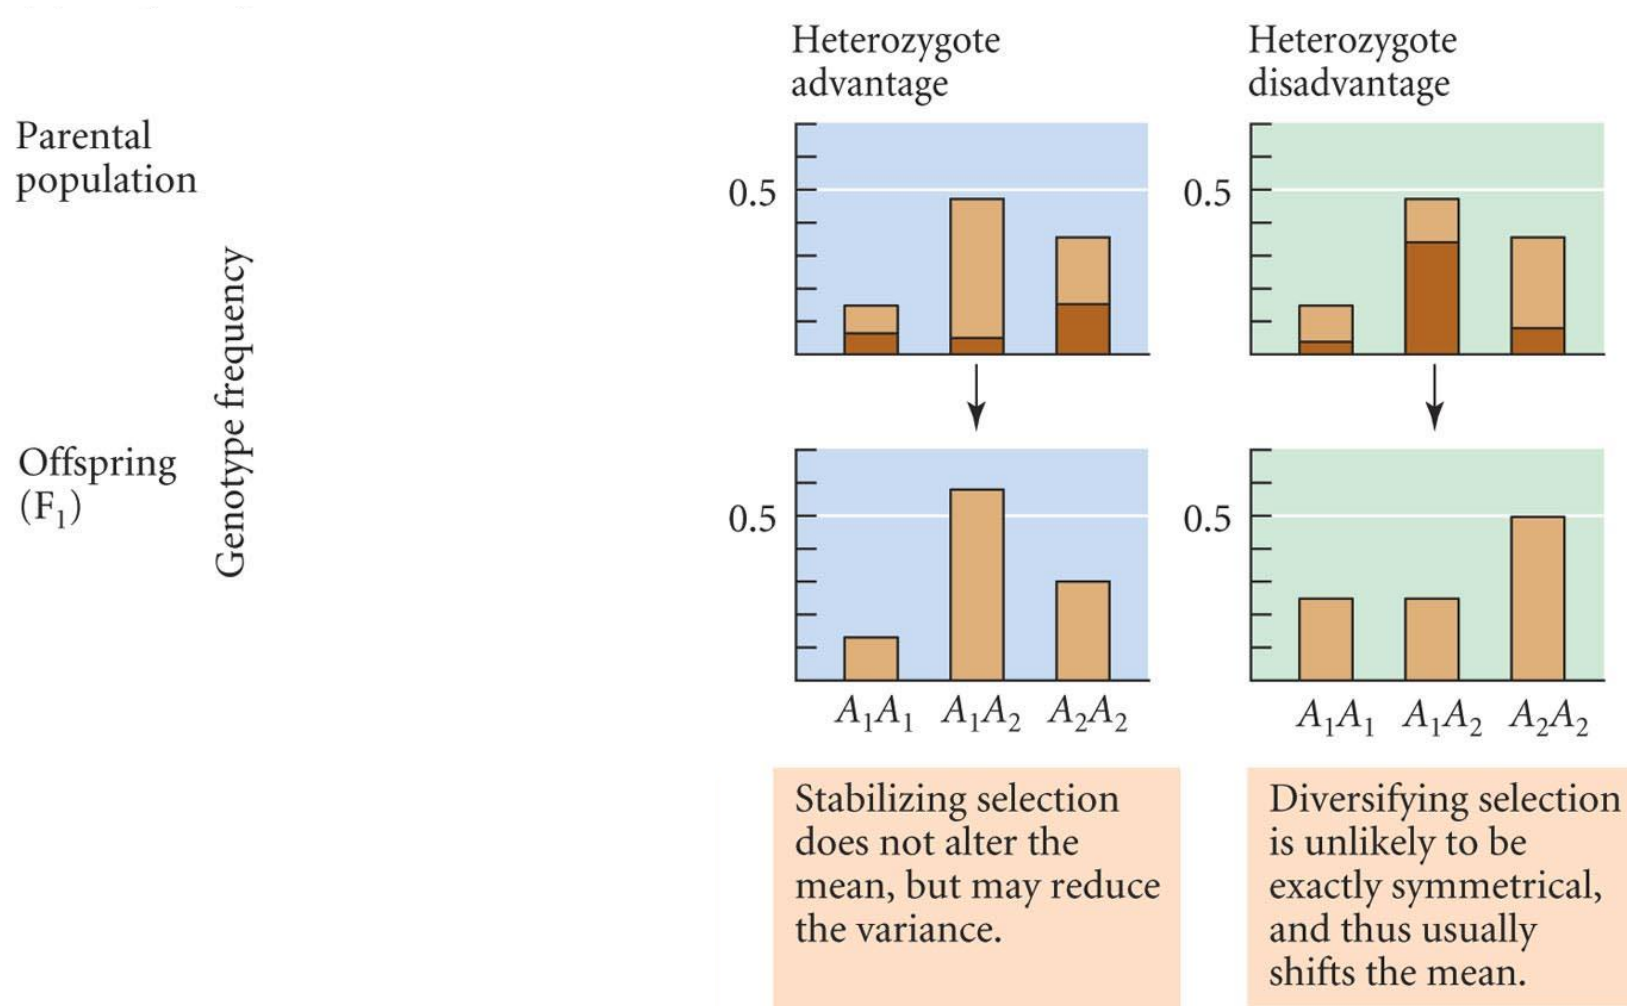 Heterozygote
advantage
Heterozygote
disadvantage
Parental
population
0.5
0.5
Genotype frequency
Offspring
(F₁)
0.5
0.5
A₁A₁ A₁A₂ A₂A₂
A₁A₁ A₁A₂ A₂A₂
Stabilizing selection
does not alter the
mean, but may reduce
the variance.
Diversifying selection
is unlikely to be
exactly symmetrical,
and thus usually
shifts the mean.